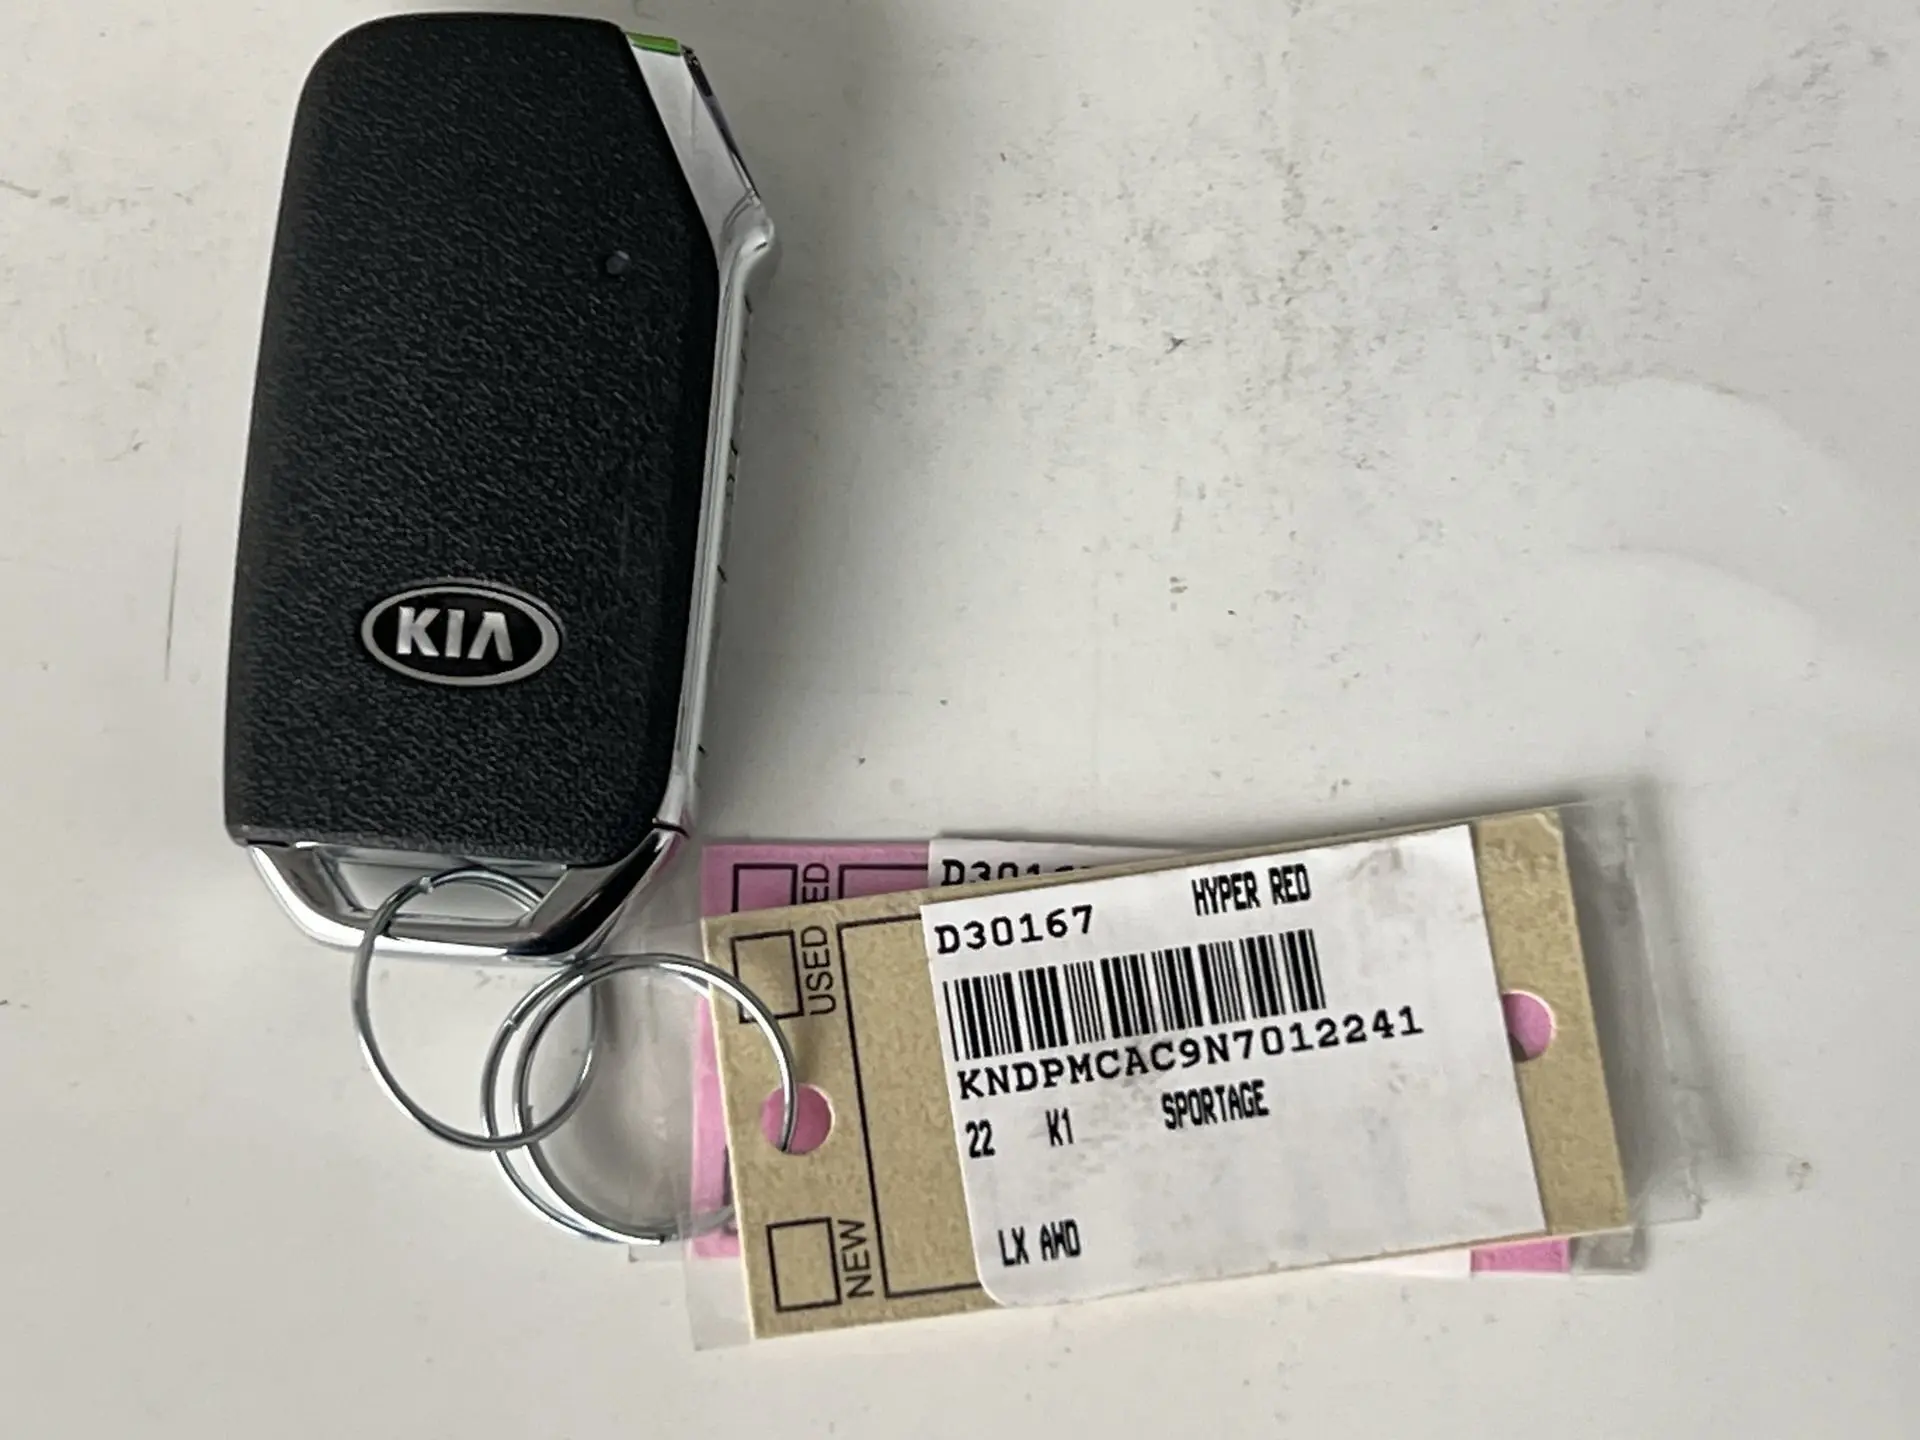 KIA
D30167
HYPER RED
KNDPMCAC9N7012241
22 K1 SPORTAGE
LX AWD
USED
NEW